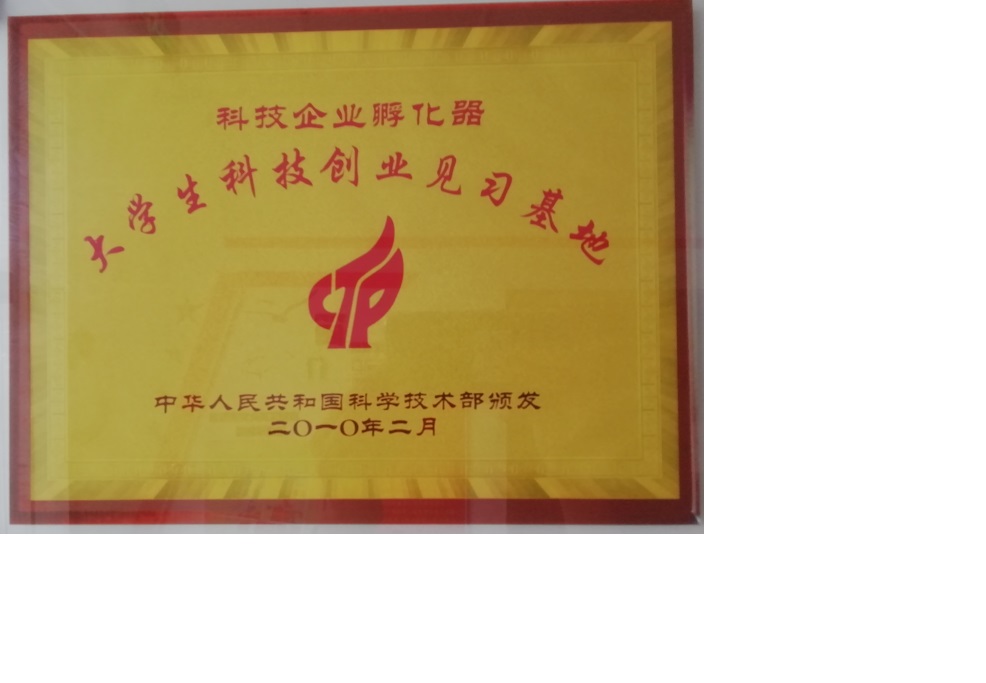 科技企业孵化器
大学生科技创业见习基地
中华人民共和国科学技术部颁发
二〇一〇年二月